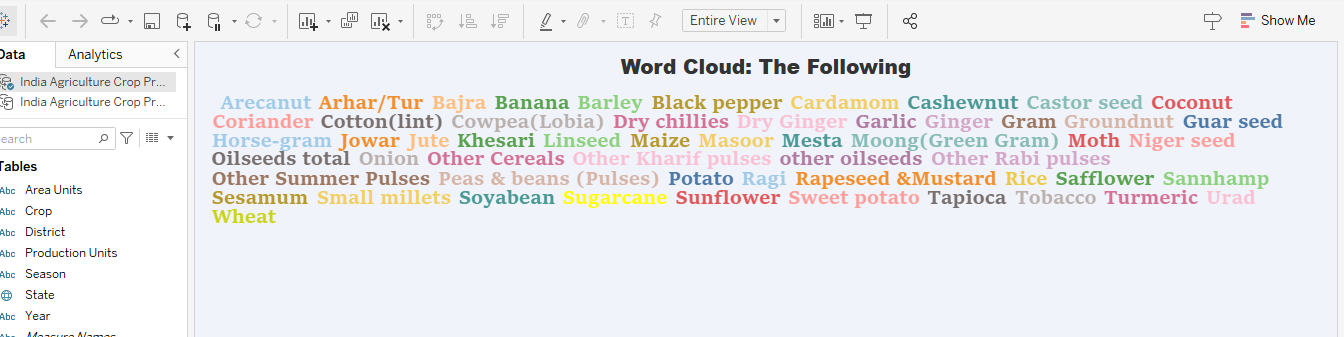 Entire View
Show Me
Data
Analytics
India Agriculture Crop Pr...
India Agriculture Crop Pr...
earch
Tables
Abc Area Units
Abc Crop
Abc District
Abc Production Units
Abc Season
State
Abc Year
Abc Measure Names
Word Cloud: The Following
Arecanut Arhar/Tur Bajra Banana Barley Black pepper Cardamom Cashewnut Castor seed Coconut
Coriander Cotton(lint) Cowpea(Lobia) Dry chillies Dry Ginger Garlic Ginger Gram Groundnut Guar seed
Horse-gram Jowar Jute Khesari Linseed Maize Masoor Mesta Moong(Green Gram) Moth Niger seed
Oilseeds total Onion Other Cereals Other Kharif pulses other oilseeds Other Rabi pulses
Other Summer Pulses Peas & beans (Pulses) Potato Ragi Rapeseed &Mustard Rice Safflower Sannhamp
Sesamum Small millets Soyabean Sugarcane Sunflower Sweet potato Tapioca Tobacco Turmeric Urad
Wheat